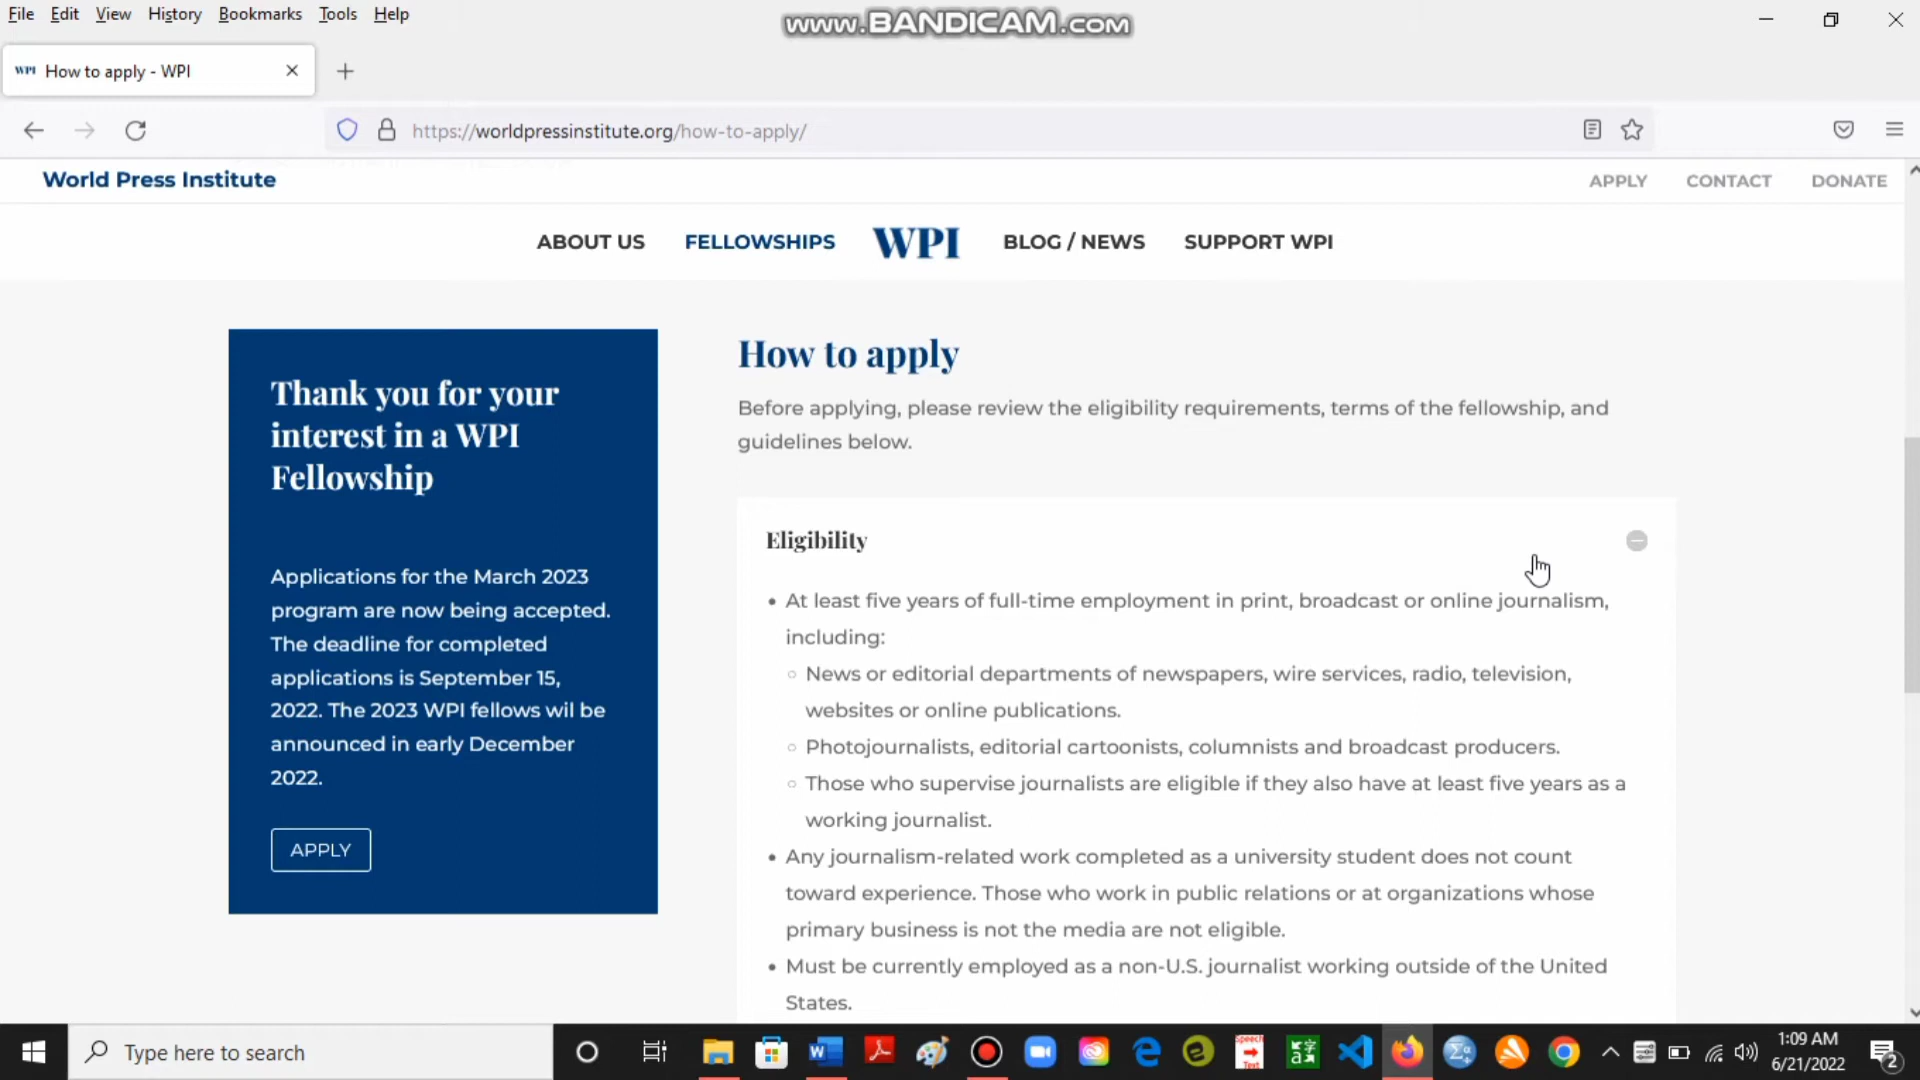 www.BANDICAM.com
File Edit View History Bookmarks Tools Help
WPI How to apply - WPI
https://worldpressinstitute.org/how-to-apply/
World Press Institute
APPLY CONTACT DONATE
ABOUT US FELLOWSHIPS WPI BLOG / NEWS SUPPORT WPI
Thank you for your
interest in a WPI
Fellowship
Applications for the March 2023
program are now being accepted.
The deadline for completed
applications is September 15,
2022. The 2023 WPI fellows wil be
announced in early December
2022.
APPLY
How to apply
Before applying, please review the eligibility requirements, terms of the fellowship, and
guidelines below.
Eligibility
• At least five years of full-time employment in print, broadcast or online journalism,
including:
○ News or editorial departments of newspapers, wire services, radio, television,
websites or online publications.
○ Photojournalists, editorial cartoonists, columnists and broadcast producers.
○ Those who supervise journalists are eligible if they also have at least five years as a
working journalist.
• Any journalism-related work completed as a university student does not count
toward experience. Those who work in public relations or at organizations whose
primary business is not the media are not eligible.
• Must be currently employed as a non-U.S. journalist working outside of the United
States.
Type here to search
Speech
Text
1:09 AM
6/21/2022
2